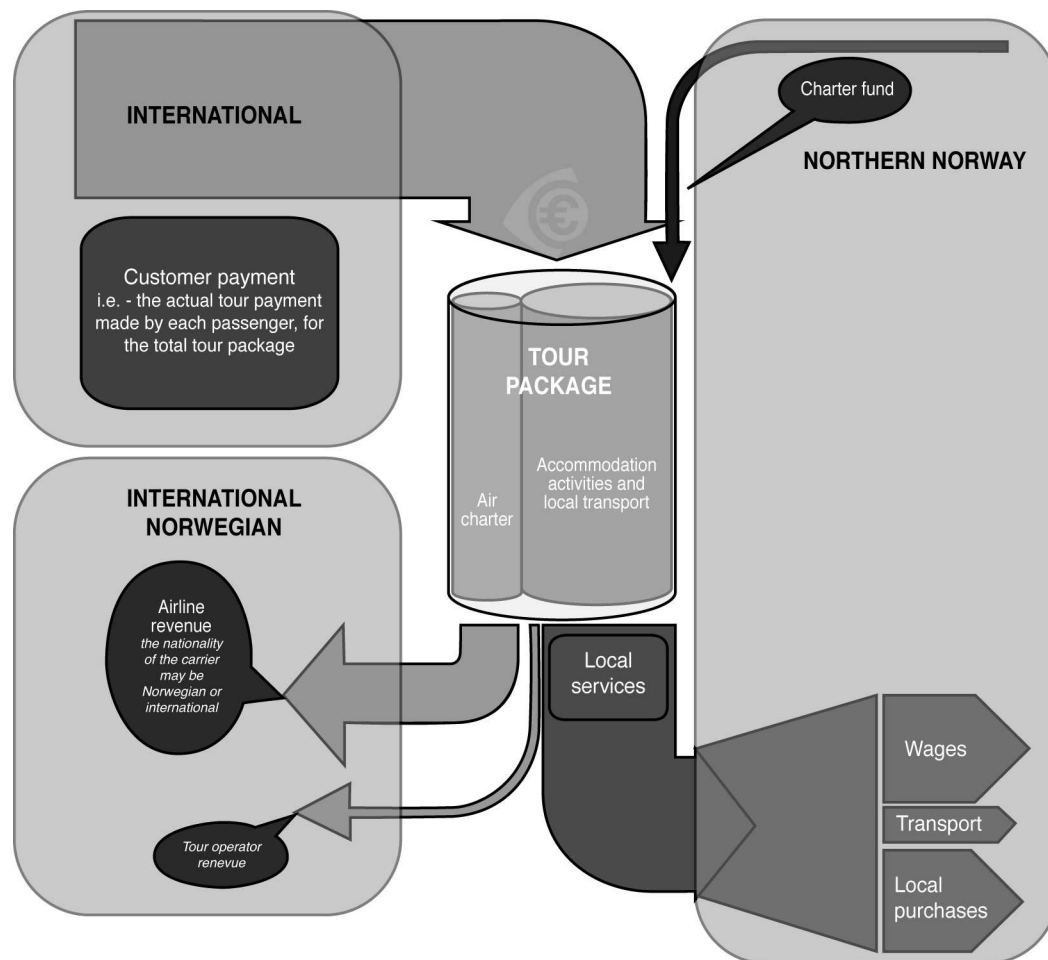 INTERNATIONAL
Customer payment
i.e. - the actual tour payment
made by each passenger, for
the total tour package
Charter fund
NORTHERN NORWAY
€
TOUR
PACKAGE
Air
charter
Accommodation
activities and
local transport
INTERNATIONAL
NORWEGIAN
Airline
revenue
the nationality
of the carrier
may be
Norwegian or
international
Tour operator
renevue
Local
services
Wages
Transport
Local
purchases